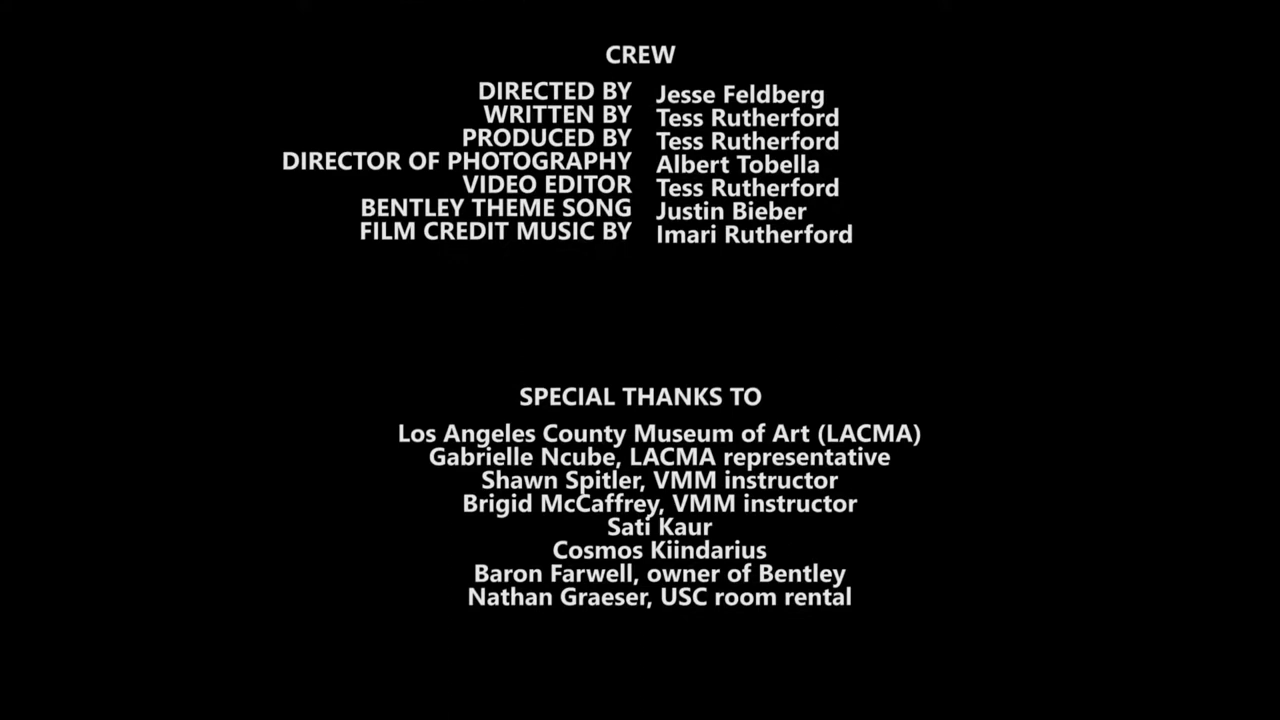 CREW
DIRECTED BY Jesse Feldberg
WRITTEN BY Tess Rutherford
PRODUCED BY Tess Rutherford
DIRECTOR OF PHOTOGRAPHY Albert Tobella
VIDEO EDITOR Tess Rutherford
BENTLEY THEME SONG Justin Bieber
FILM CREDIT MUSIC BY Imari Rutherford
SPECIAL THANKS TO
Los Angeles County Museum of Art (LACMA)
Gabrielle Ncube, LACMA representative
Shawn Spitler, VMM instructor
Brigid McCaffrey, VMM instructor
Sati Kaur
Cosmos Kiindarius
Baron Farwell, owner of Bentley
Nathan Graeser, USC room rental